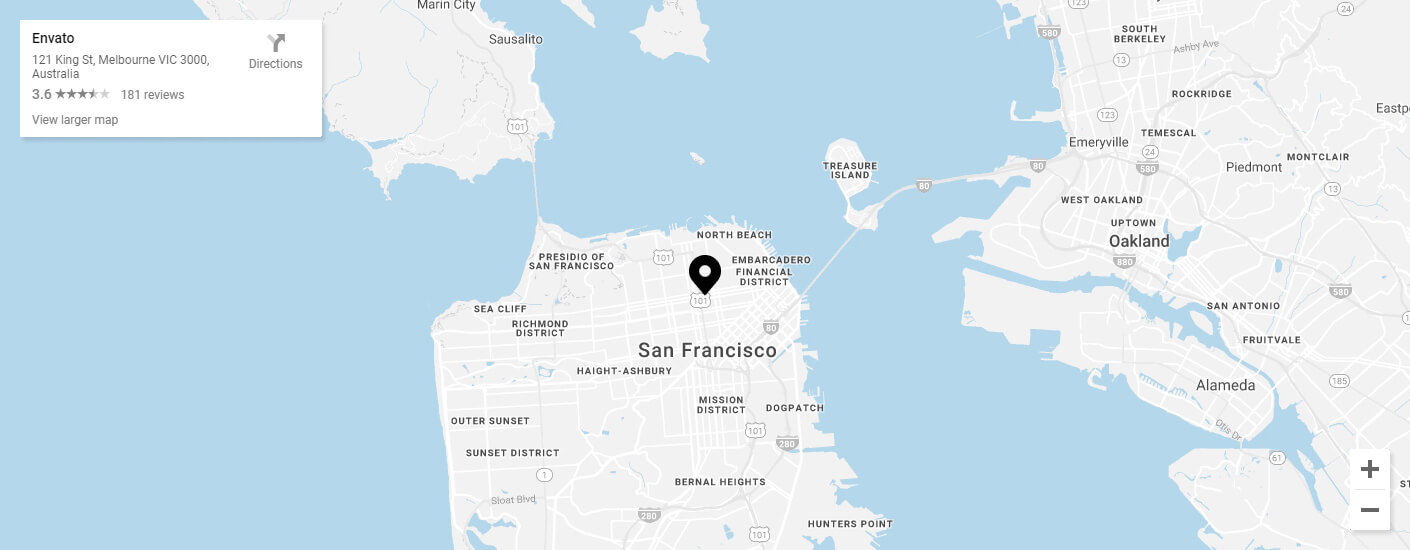 Marin City
Envato
121 King St, Melbourne VIC 3000,
Australia
3.6
181 reviews
View larger map
Directions
Sausalito
101
580
SOUTH
BERKELEY
Ashby Ave
13
ROCKRIDGE
123
TEMESCAL
Emeryville
24
MONTCLAIR
Piedmont
80
13
TREASURE
ISLAND
80
WEST OAKLAND
UPTOWN
Oakland
880
580
NORTH BEACH
PRESIDIO OF
SAN FRANCISCO
101
EMBARCADERO
FINANCIAL
DISTRICT
101
SEA CLIFF
RICHMOND
DISTRICT
80
San Francisco
HAIGHT-ASHBURY
SAN ANTONIO
FRUITVALE
185
Alameda
MISSION
DISTRICT
DOGPATCH
OUTER SUNSET
101
280
Otis Dr
SUNSET DISTRICT
61
1
BERNAL HEIGHTS
Sloat Blvd
280
HUNTERS POINT
101